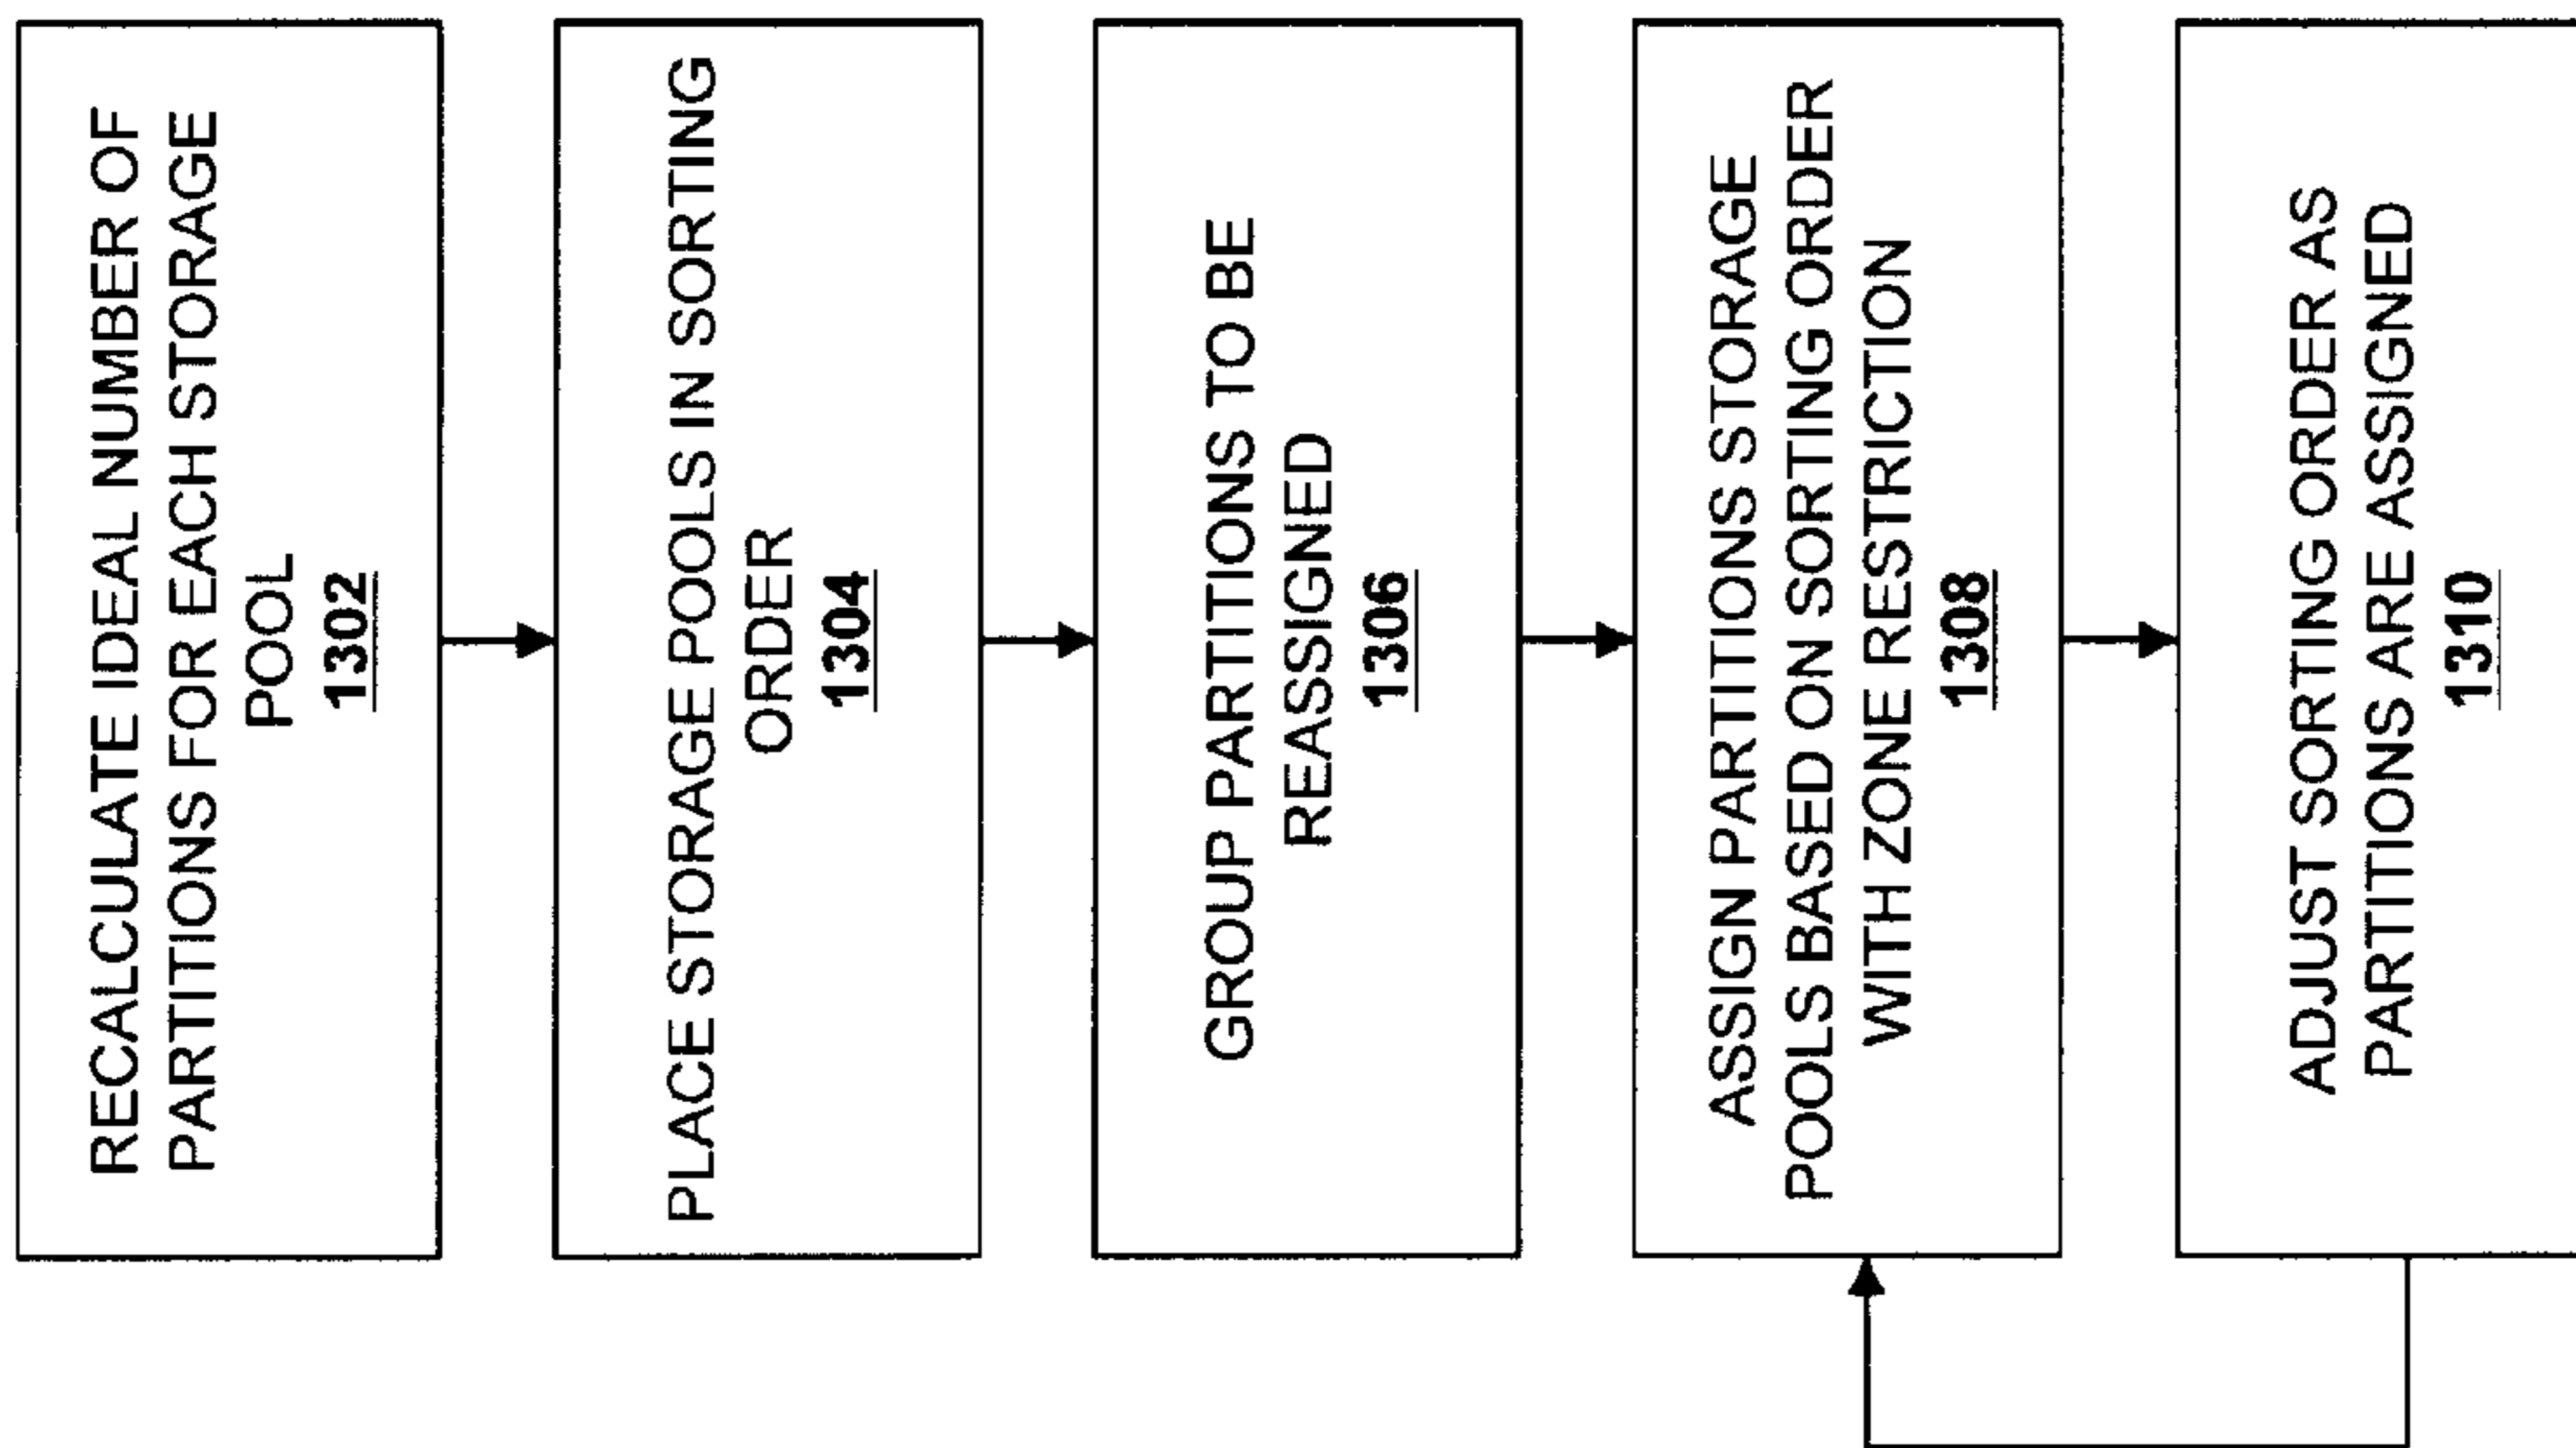 RECALCULATE IDEAL NUMBER OF
PARTITIONS FOR EACH STORAGE
POOL
1302
PLACE STORAGE POOLS IN SORTING
ORDER
1304
GROUP PARTITIONS TO BE
REASSIGNED
1306
ASSIGN PARTITIONS STORAGE
POOLS BASED ON SORTING ORDER
WITH ZONE RESTRICTION
1308
ADJUST SORTING ORDER AS
PARTITIONS ARE ASSIGNED
1310